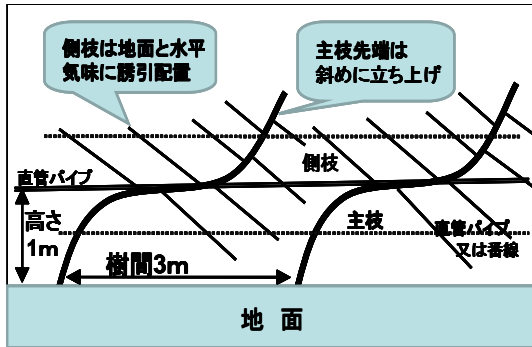 側枝は地面と水平
気味に誘引配置
主枝先端は
斜めに立ち上げ
側枝
直管パイプ
高さ
1m
主枝
直管パイプ
又は番線
樹間3m
地 面